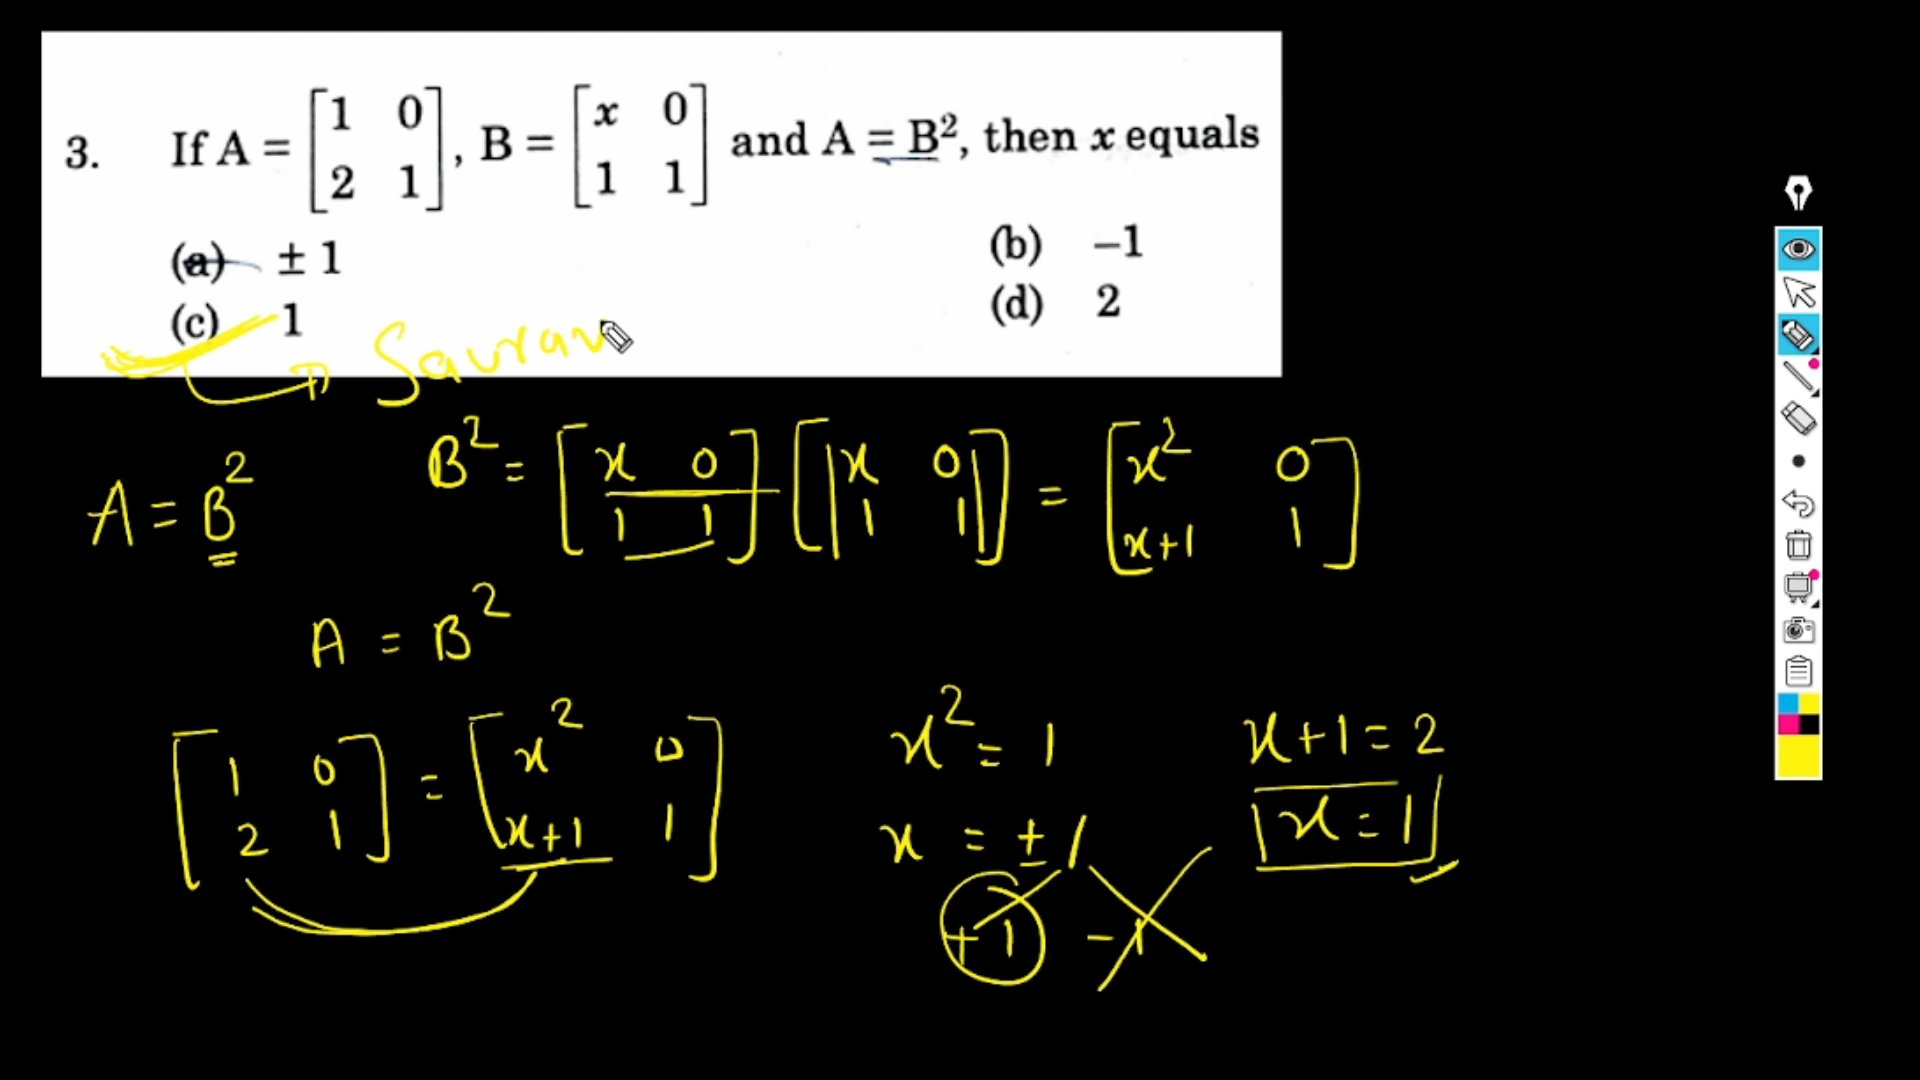 3. If A = [1 0 2 1], B = [x 0 1 1] and A = B², then x equals
(a) ± 1 (b) –1
(c) 1 (d) 2
Saurav
A = B² B² = [x 0 1 1] [x 0 1 1] = [x² 0 x+1 1]
A = B²
[1 0 2 1] = [x² 0 x+1 1]
x² = 1 x+1 = 2
x = ±1 x = 1
+1 -1